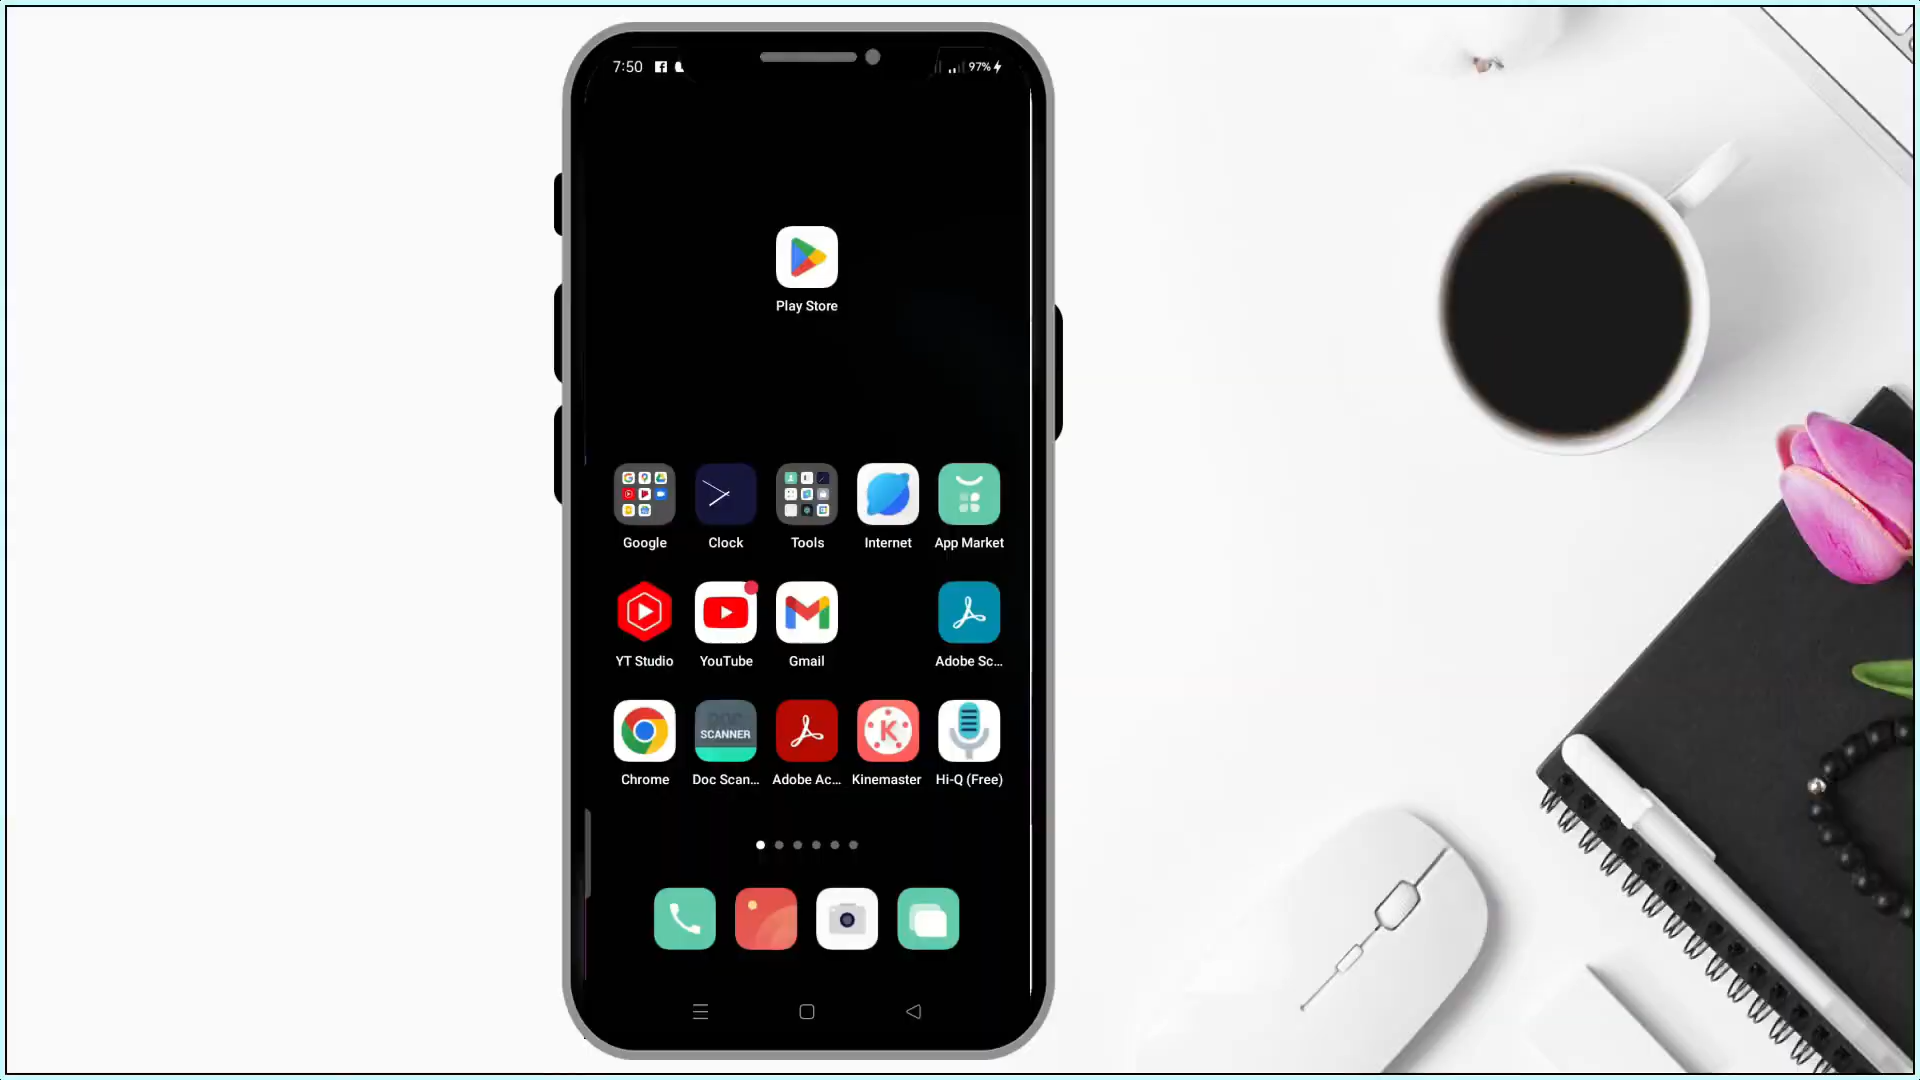 7:50
97%
Play Store
Google Clock Tools Internet App Market
YT Studio YouTube Gmail Adobe Sc...
DOC
SCANNER
K
Chrome Doc Scan... Adobe Ac... Kinemaster Hi-Q (Free)